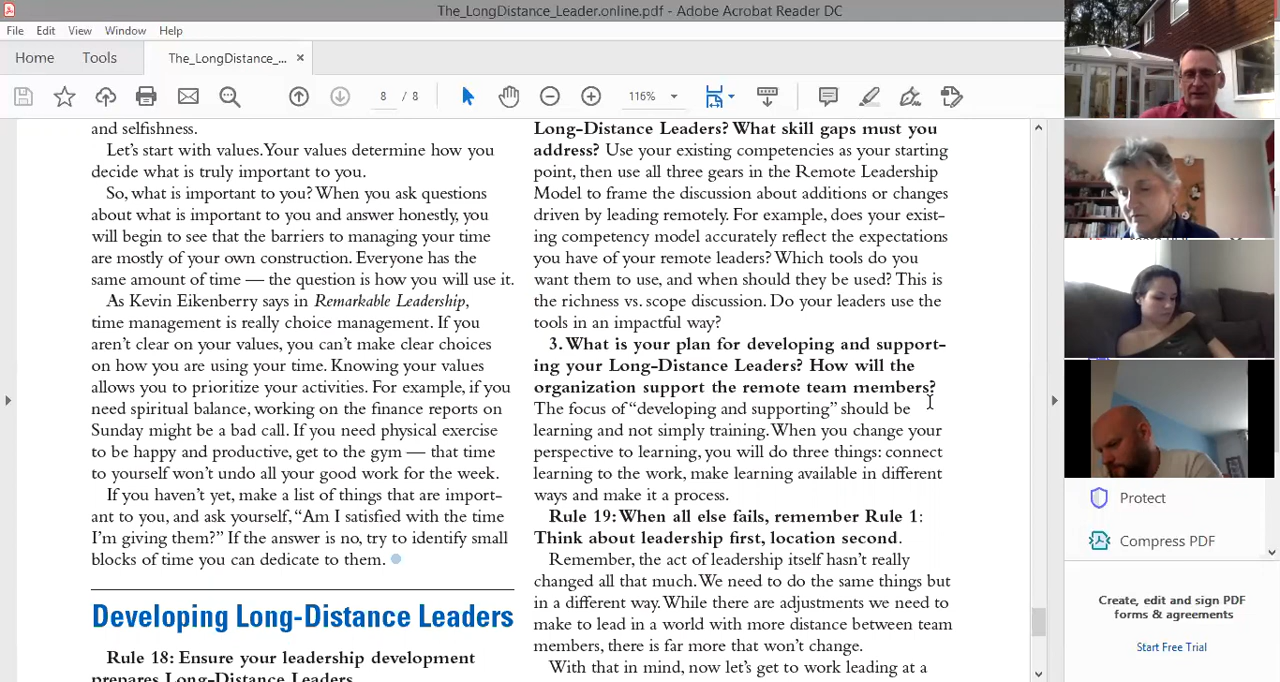 The_LongDistance_Leader.online.pdf - Adobe Acrobat Reader DC
File Edit View Window Help
Home Tools The_LongDistance_... ×
8 / 8 116%
and selfishness.
Let's start with values. Your values determine how you
decide what is truly important to you.
So, what is important to you? When you ask questions
about what is important to you and answer honestly, you
will begin to see that the barriers to managing your time
are mostly of your own construction. Everyone has the
same amount of time — the question is how you will use it.
As Kevin Eikenberry says in Remarkable Leadership,
time management is really choice management. If you
aren't clear on your values, you can't make clear choices
on how you are using your time. Knowing your values
allows you to prioritize your activities. For example, if you
need spiritual balance, working on the finance reports on
Sunday might be a bad call. If you need physical exercise
to be happy and productive, get to the gym — that time
to yourself won't undo all your good work for the week.
If you haven't yet, make a list of things that are import-
ant to you, and ask yourself, “Am I satisfied with the time
I'm giving them?” If the answer is no, try to identify small
blocks of time you can dedicate to them.
Developing Long-Distance Leaders
Rule 18: Ensure your leadership development
prepares Long-Distance Leaders
Long-Distance Leaders? What skill gaps must you
address? Use your existing competencies as your starting
point, then use all three gears in the Remote Leadership
Model to frame the discussion about additions or changes
driven by leading remotely. For example, does your exist-
ing competency model accurately reflect the expectations
you have of your remote leaders? Which tools do you
want them to use, and when should they be used? This is
the richness vs. scope discussion. Do your leaders use the
tools in an impactful way?
3. What is your plan for developing and support-
ing your Long-Distance Leaders? How will the
organization support the remote team members?
The focus of “developing and supporting” should be
learning and not simply training. When you change your
perspective to learning, you will do three things: connect
learning to the work, make learning available in different
ways and make it a process.
Rule 19: When all else fails, remember Rule 1:
Think about leadership first, location second.
Remember, the act of leadership itself hasn't really
changed all that much. We need to do the same things but
in a different way. While there are adjustments we need to
make to lead in a world with more distance between team
members, there is far more that won't change.
With that in mind, now let's get to work leading at a
Protect
Compress PDF
Create, edit and sign PDF
forms & agreements
Start Free Trial